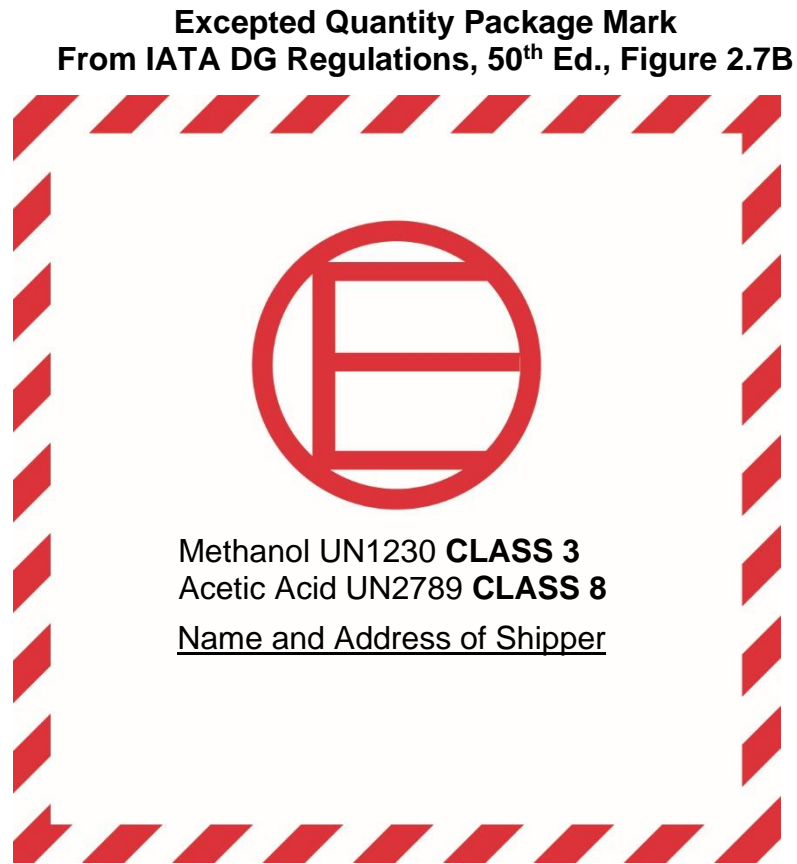 Excepted Quantity Package Mark
From IATA DG Regulations, 50th Ed., Figure 2.7B
E
Methanol UN1230 CLASS 3
Acetic Acid UN2789 CLASS 8
Name and Address of Shipper